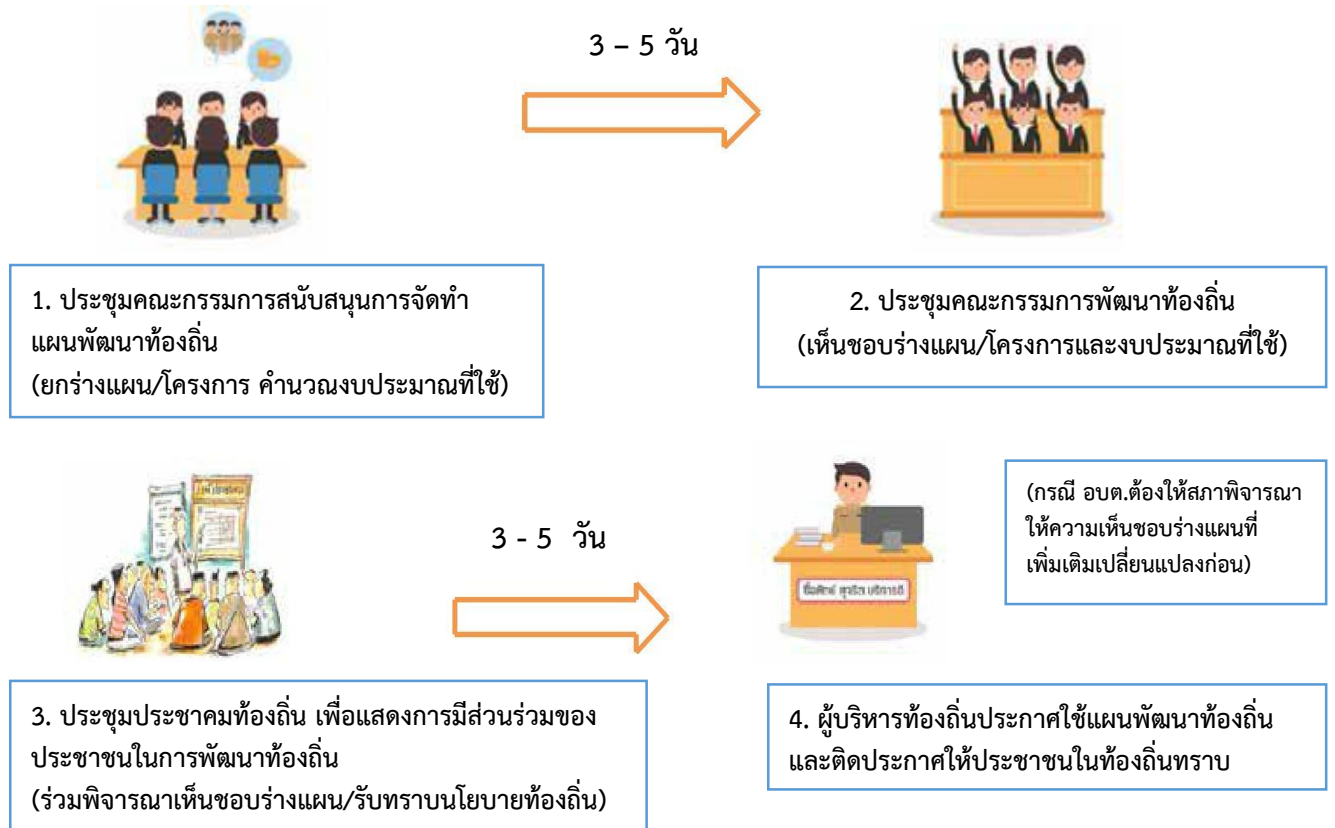 3 – 5 วัน
1. ประชุมคณะกรรมการสนับสนุนการจัดทำ
แผนพัฒนาท้องถิ่น
(ยกร่างแผน/โครงการ คำนวณงบประมาณที่ใช้)
2. ประชุมคณะกรรมการพัฒนาท้องถิ่น
(เห็นชอบร่างแผน/โครงการและงบประมาณที่ใช้)
3 - 5 วัน
(กรณี อบต.ต้องให้สภาพิจารณา
ให้ความเห็นชอบร่างแผนที่
เพิ่มเติมเปลี่ยนแปลงก่อน)
ซื่อสัตย์ สุจริต บริการดี
3. ประชุมประชาคมท้องถิ่น เพื่อแสดงการมีส่วนร่วมของ
ประชาชนในการพัฒนาท้องถิ่น
(ร่วมพิจารณาเห็นชอบร่างแผน/รับทราบนโยบายท้องถิ่น)
4. ผู้บริหารท้องถิ่นประกาศใช้แผนพัฒนาท้องถิ่น
และติดประกาศให้ประชาชนในท้องถิ่นทราบ